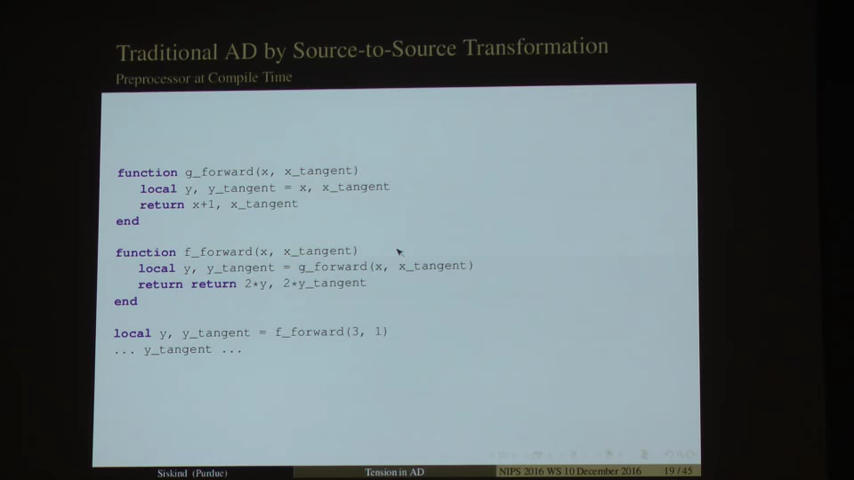 Traditional AD by Source-to-Source Transformation
Preprocessor at Compile Time
function g_forward(x, x_tangent)
local y, y_tangent = x, x_tangent
return x+1, x_tangent
end
function f_forward(x, x_tangent)
local y, y_tangent = g_forward(x, x_tangent)
return return 2*y, 2*y_tangent
end
local y, y_tangent = f_forward(3, 1)
... y_tangent ...
Siskind (Purdue)
Tension in AD
NIPS 2016 WS 10 December 2016
19 / 45